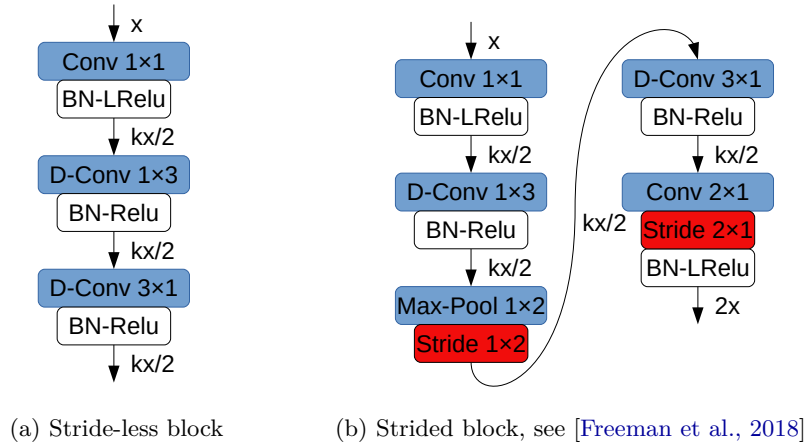 x
Conv 1×1
BN-LRelu
kx/2
D-Conv 1×3
BN-Relu
kx/2
D-Conv 3×1
BN-Relu
kx/2
(a) Stride-less block
x
Conv 1×1
BN-LRelu
kx/2
D-Conv 1×3
BN-Relu
kx/2
Max-Pool 1×2
Stride 1×2
kx/2
D-Conv 3×1
BN-Relu
kx/2
Conv 2×1
Stride 2×1
BN-LRelu
2x
(b) Strided block, see [Freeman et al., 2018]